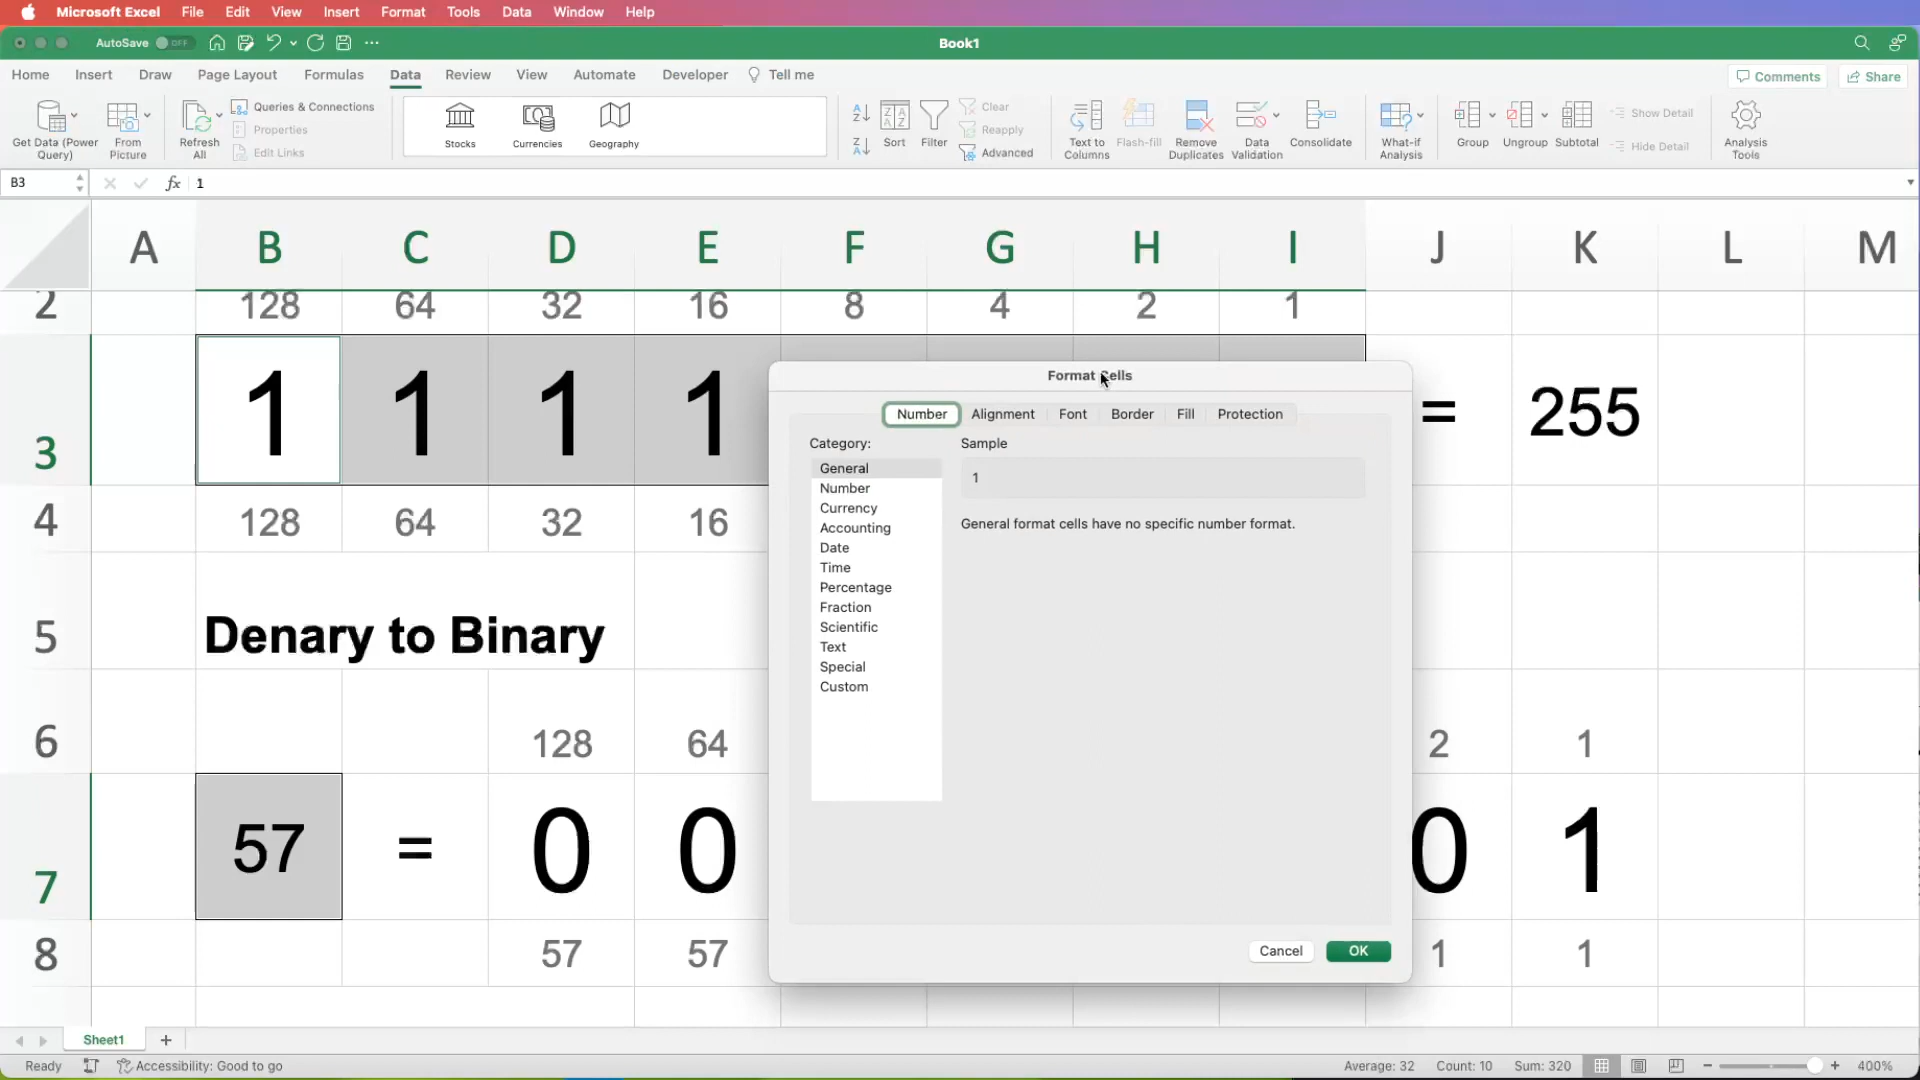 Microsoft Excel File Edit View Insert Format Tools Data Window Help
AutoSave OFF Book1
Home Insert Draw Page Layout Formulas Data Review View Automate Developer Tell me Comments Share
Get Data (Power Query) From Picture Refresh All Queries & Connections Properties Edit Links Stocks Currencies Geography Sort Filter Clear Reapply Advanced Text to Columns Flash-fill Remove Duplicates Data Validation Consolidate What-if Analysis Group Ungroup Subtotal Show Detail Hide Detail Analysis Tools
B3 fx 1
A B C D E F G H I J K L M
2 128 64 32 16 8 4 2 1
3 1 1 1 1 = 255
4 128 64 32 16
5 Denary to Binary
6 128 64 2 1
7 57 = 0 0 0 1
8 57 57 1 1
Format Cells
Number Alignment Font Border Fill Protection
Category: Sample
General
1
Number
Currency
General format cells have no specific number format.
Accounting
Date
Time
Percentage
Fraction
Scientific
Text
Special
Custom
Cancel OK
Sheet1 +
Ready Accessibility: Good to go Average: 32 Count: 10 Sum: 320 400%